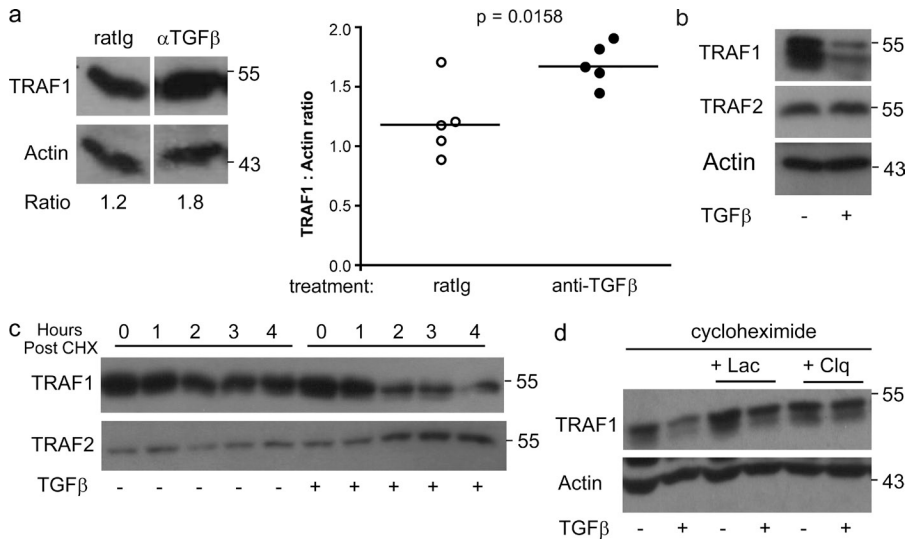 a
ratIg αTGFβ
TRAF1
55
Actin
43
Ratio 1.2 1.8
p = 0.0158
TRAF1 : Actin ratio
2.0
1.5
1.0
0.5
0.0
treatment: ratIg anti-TGFβ
b
TRAF1
55
TRAF2
55
Actin
43
TGFβ - +
c
Hours
Post CHX
0 1 2 3 4 0 1 2 3 4
TRAF1
55
TRAF2
55
TGFβ - - - - - + + + + +
d
cycloheximide
+ Lac + Clq
TRAF1
55
Actin
43
TGFβ - + - + - +